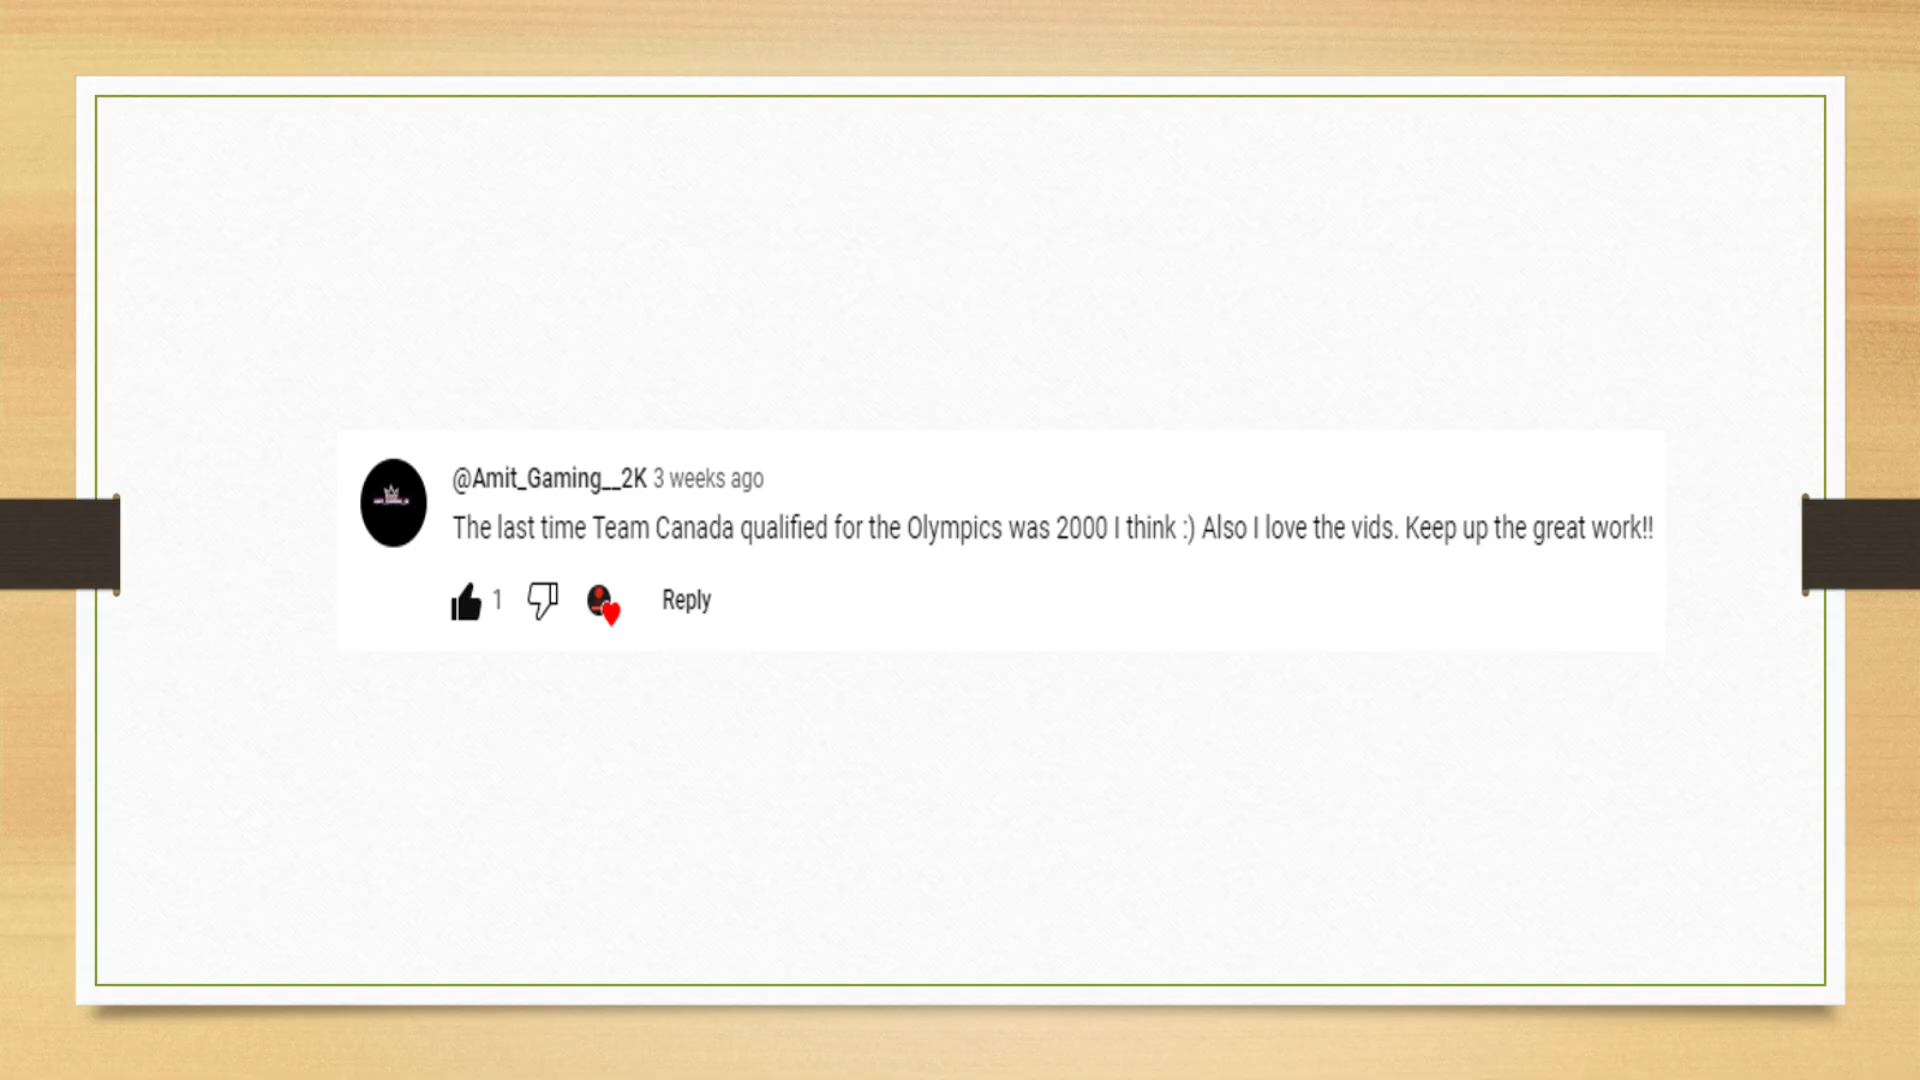 @Amit_Gaming__2K 3 weeks ago
The last time Team Canada qualified for the Olympics was 2000 I think :) Also I love the vids. Keep up the great work!!
1 Reply